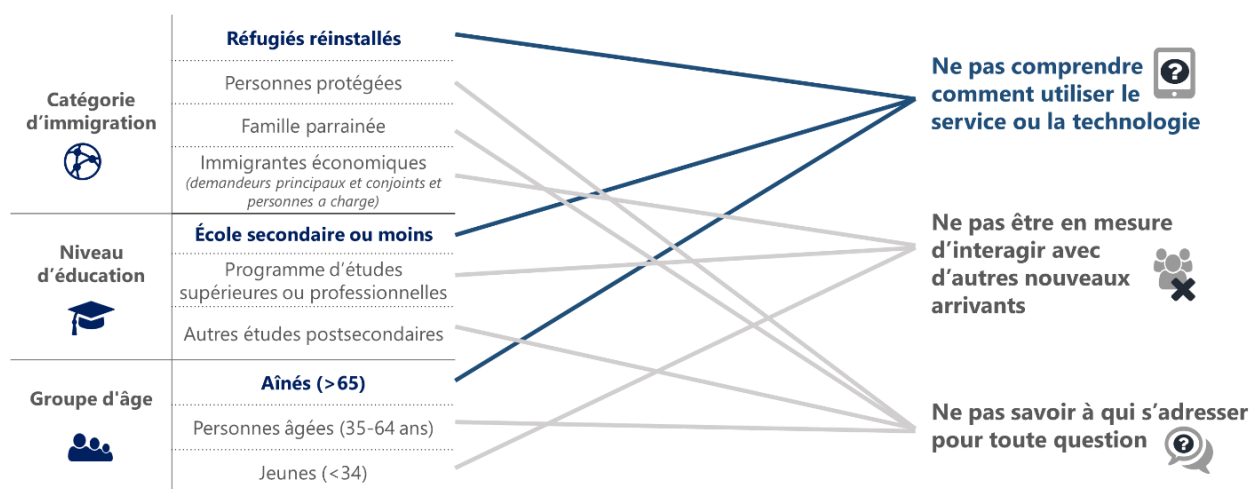 Catégorie
d’immigration
Réfugiés réinstallés
Personnes protégées
Famille parrainée
Immigrantes économiques
(demandeurs principaux et conjoints et
personnes a charge)
Niveau
d’éducation
École secondaire ou moins
Programme d’études
supérieures ou professionnelles
Autres études postsecondaires
Groupe d'âge
Aînés (>65)
Personnes âgées (35-64 ans)
Jeunes (<34)
Ne pas comprendre
comment utiliser le
service ou la technologie
?
Ne pas être en mesure
d’interagir avec
d’autres nouveaux
arrivants
Ne pas savoir à qui s’adresser
pour toute question
?